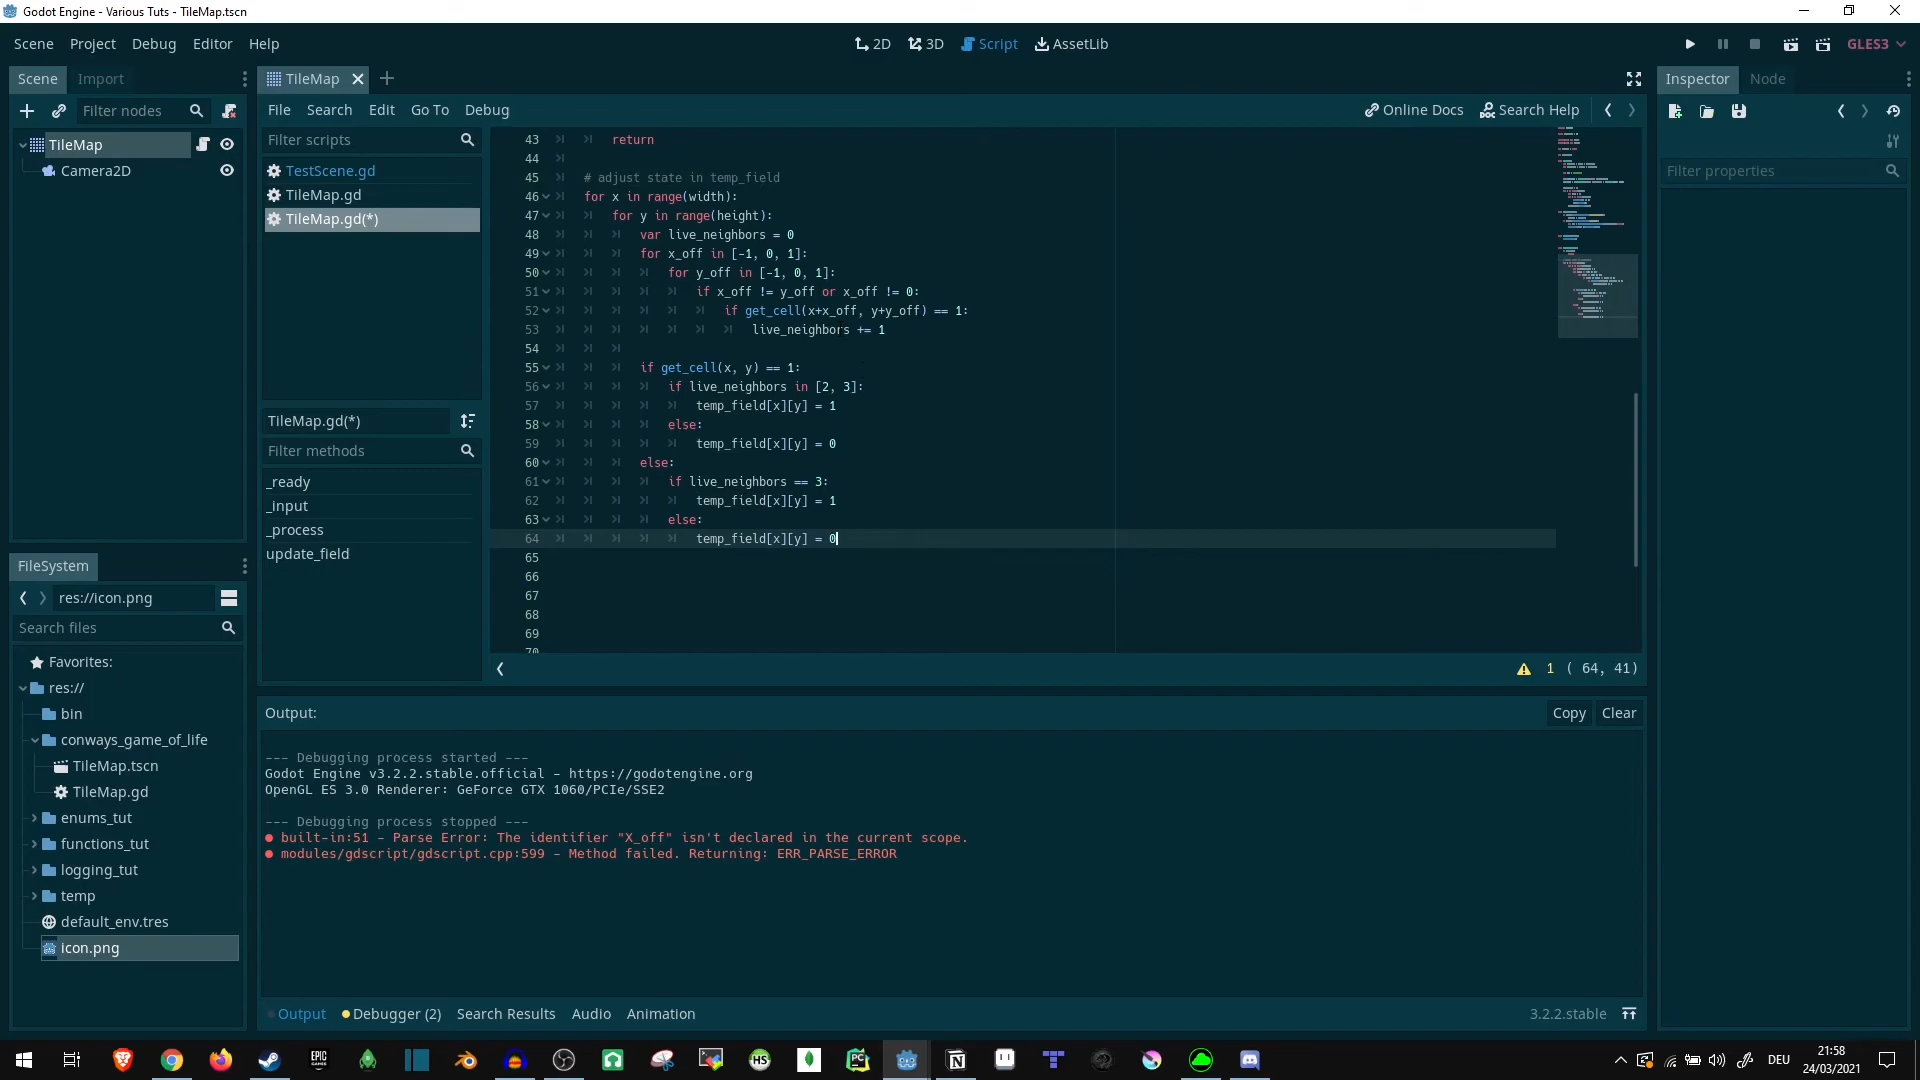 Godot Engine - Various Tuts - TileMap.tscn
Scene Project Debug Editor Help
2D 3D Script AssetLib
GLES3
Scene Import
Filter nodes
TileMap
Camera2D
FileSystem
res://icon.png
Search files
Favorites:
res://
bin
conways_game_of_life
TileMap.tscn
TileMap.gd
enums_tut
functions_tut
logging_tut
temp
default_env.tres
icon.png
TileMap
File Search Edit Go To Debug
Online Docs Search Help
Filter scripts
TestScene.gd
TileMap.gd
TileMap.gd(*)
TileMap.gd(*)
Filter methods
_ready
_input
_process
update_field
43 return
44
45 # adjust state in temp_field
46 for x in range(width):
47 for y in range(height):
48 var live_neighbors = 0
49 for x_off in [-1, 0, 1]:
50 for y_off in [-1, 0, 1]:
51 if x_off != y_off or x_off != 0:
52 if get_cell(x+x_off, y+y_off) == 1:
53 live_neighbors += 1
54
55 if get_cell(x, y) == 1:
56 if live_neighbors in [2, 3]:
57 temp_field[x][y] = 1
58 else:
59 temp_field[x][y] = 0
60 else:
61 if live_neighbors == 3:
62 temp_field[x][y] = 1
63 else:
64 temp_field[x][y] = 0
65
66
67
68
69
70
1 ( 64, 41)
Output:
Copy Clear
--- Debugging process started ---
Godot Engine v3.2.2.stable.official - https://godotengine.org
OpenGL ES 3.0 Renderer: GeForce GTX 1060/PCIe/SSE2
--- Debugging process stopped ---
built-in:51 - Parse Error: The identifier "X_off" isn't declared in the current scope.
modules/gdscript/gdscript.cpp:599 - Method failed. Returning: ERR_PARSE_ERROR
Output Debugger (2) Search Results Audio Animation
3.2.2.stable
Inspector Node
Filter properties
EPIC GAMES
HS
PC
DEU
21:58
24/03/2021